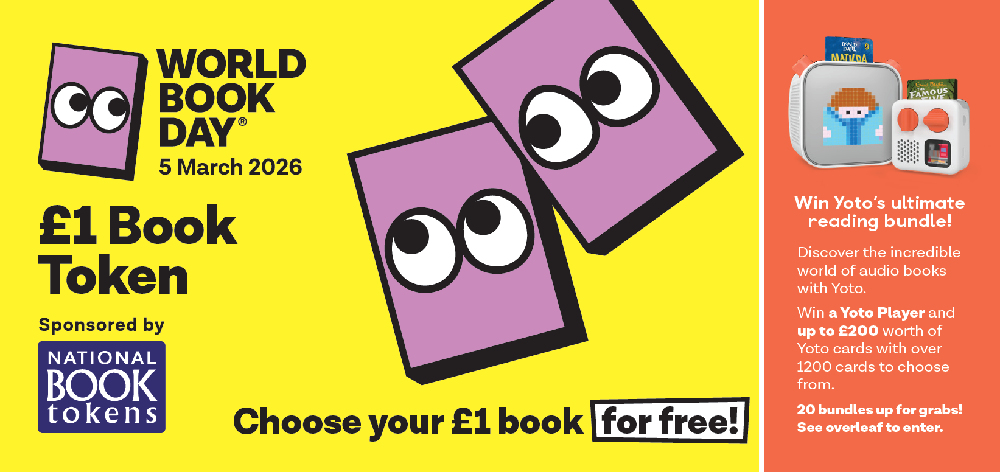 WORLD
BOOK
DAY®
5 March 2026
£1 Book
Token
Sponsored by
NATIONAL
BOOK
tokens
Choose your £1 book for free!
ROALD
DAHL
MATILDA
Enid Blyton
THE
FAMOUS
FIVE
Win Yoto's ultimate
reading bundle!
Discover the incredible
world of audio books
with Yoto.
Win a Yoto Player and
up to £200 worth of
Yoto cards with over
1200 cards to choose
from.
20 bundles up for grabs!
See overleaf to enter.